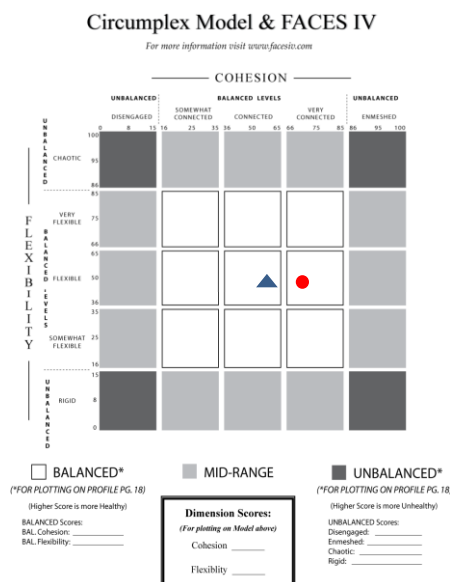 Circumplex Model & FACES IV
For more information visit www.facesiv.com
COHESION
UNBALANCED BALANCED LEVELS UNBALANCED
DISENGAGED SOMEWHAT CONNECTED CONNECTED VERY CONNECTED ENMESHED
0 8 15 16 25 35 36 50 65 66 75 85 86 95 100
FLEXIBILITY
UNBALANCED
CHAOTIC
100
95
86
BALANCED LEVELS
VERY FLEXIBLE
85
75
66
FLEXIBLE
65
50
36
SOMEWHAT FLEXIBLE
35
25
16
UNBALANCED
RIGID
15
8
0
BALANCED* MID-RANGE UNBALANCED*
(*FOR PLOTTING ON PROFILE PG. 18) (*FOR PLOTTING ON PROFILE PG. 18)
(Higher Score is more Healthy) (Higher Score is more Unhealthy)
BALANCED Scores:
BAL. Cohesion:
BAL. Flexibility:
Dimension Scores:
(For plotting on Model above)
Cohesion
Flexiblity
UNBALANCED Scores:
Disengaged:
Enmeshed:
Chaotic:
Rigid: